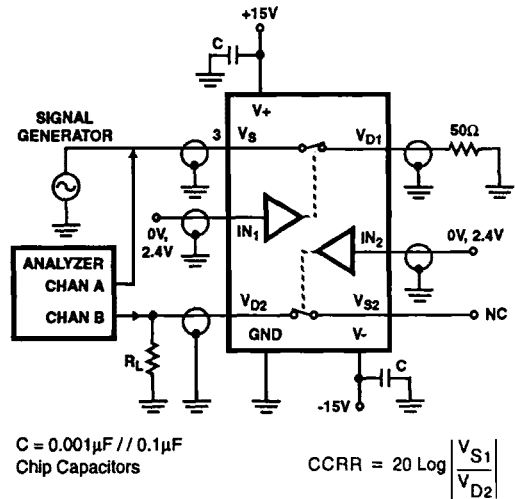 +15V
C
V+
SIGNAL
GENERATOR
3
VS
VD1
50Ω
0V,
2.4V
IN1
IN2
0V, 2.4V
ANALYZER
CHAN A
CHAN B
VD2
VS2
NC
RL
GND
V-
C
-15V
C = 0.001µF // 0.1µF
Chip Capacitors
CCRR = 20 Log |VS1 / VD2|